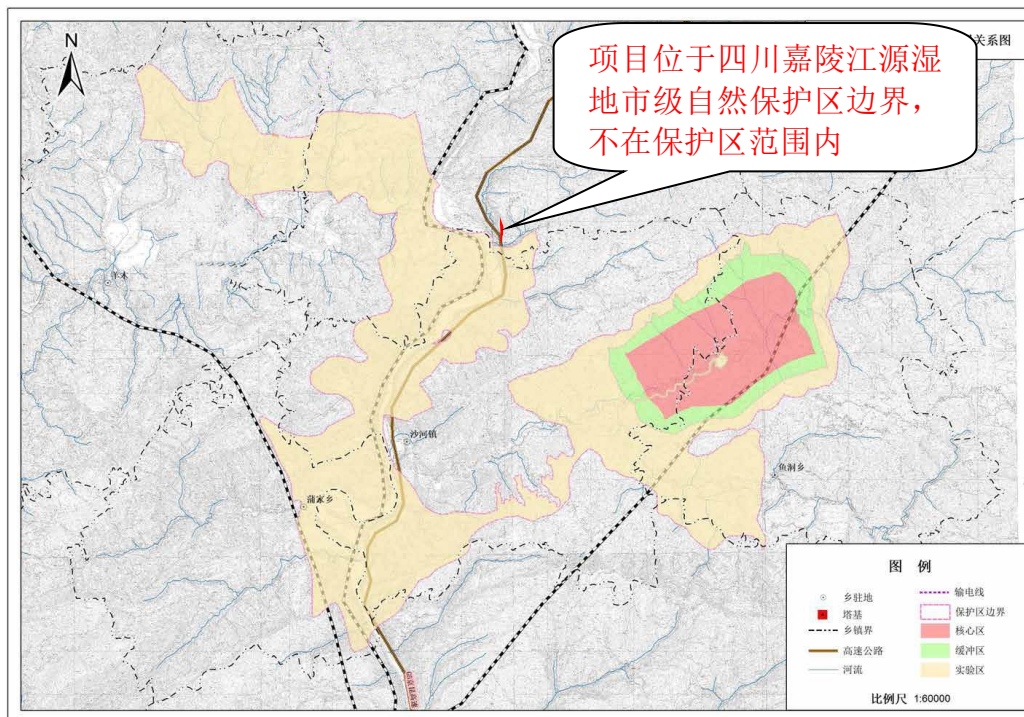 N
关系图
项目位于四川嘉陵江源湿
地市级自然保护区边界，
不在保护区范围内
羊木
沙河镇
蒲家乡
鱼洞乡
图 例
乡驻地
塔基
乡镇界
高速公路
河流
输电线
保护区边界
核心区
缓冲区
实验区
比例尺 1:60000